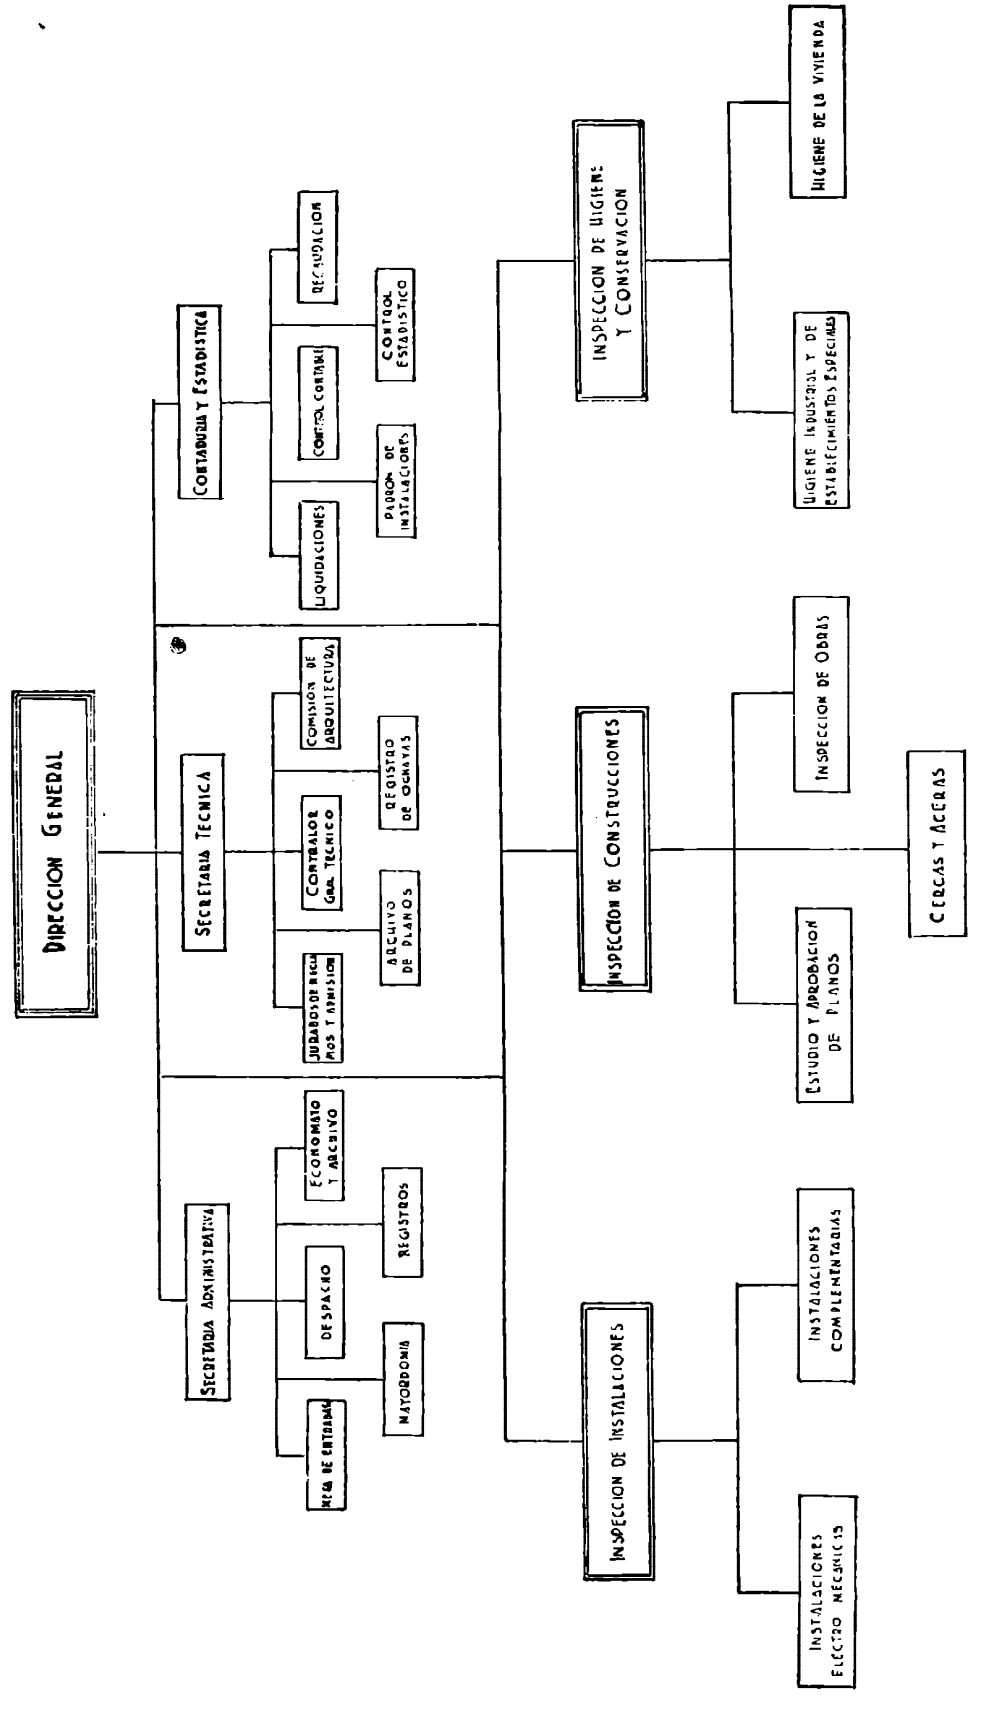 DIRECCION GENERAL
SECRETARIA ADMINISTRATIVA
SECRETARIA TECNICA
CONTADURIA Y ESTADISTICA
MESA DE ENTRADAS
DESPACHO
ECONOMATO
Y ARCHIVO
MAYORDOMIA
REGISTROS
JURADOS DE RECLA
MOS Y ADMISION
CONTRALOR
GRAL TECNICO
COMISION DE
ARQUITECTURA
ARCHIVO
DE PLANOS
REGISTRO
DE OCHAVAS
LIQUIDACIONES
CONTROL CONTABLE
RECAUDACION
PADRON DE
INSTALACIONES
CONTROL
ESTADISTICO
INSPECCION DE INSTALACIONES
INSPECCION DE CONSTRUCCIONES
INSPECCION DE HIGIENE
Y CONSERVACION
INSTALACIONES
ELECTRO MECANICAS
INSTALACIONES
COMPLEMENTARIAS
ESTUDIO Y APROBACION
DE PLANOS
INSPECCION DE OBRAS
HIGIENE INDUSTRIAL Y DE
ESTABLECIMIENTOS ESPECIALES
HIGIENE DE LA VIVIENDA
CERCAS Y ACERAS